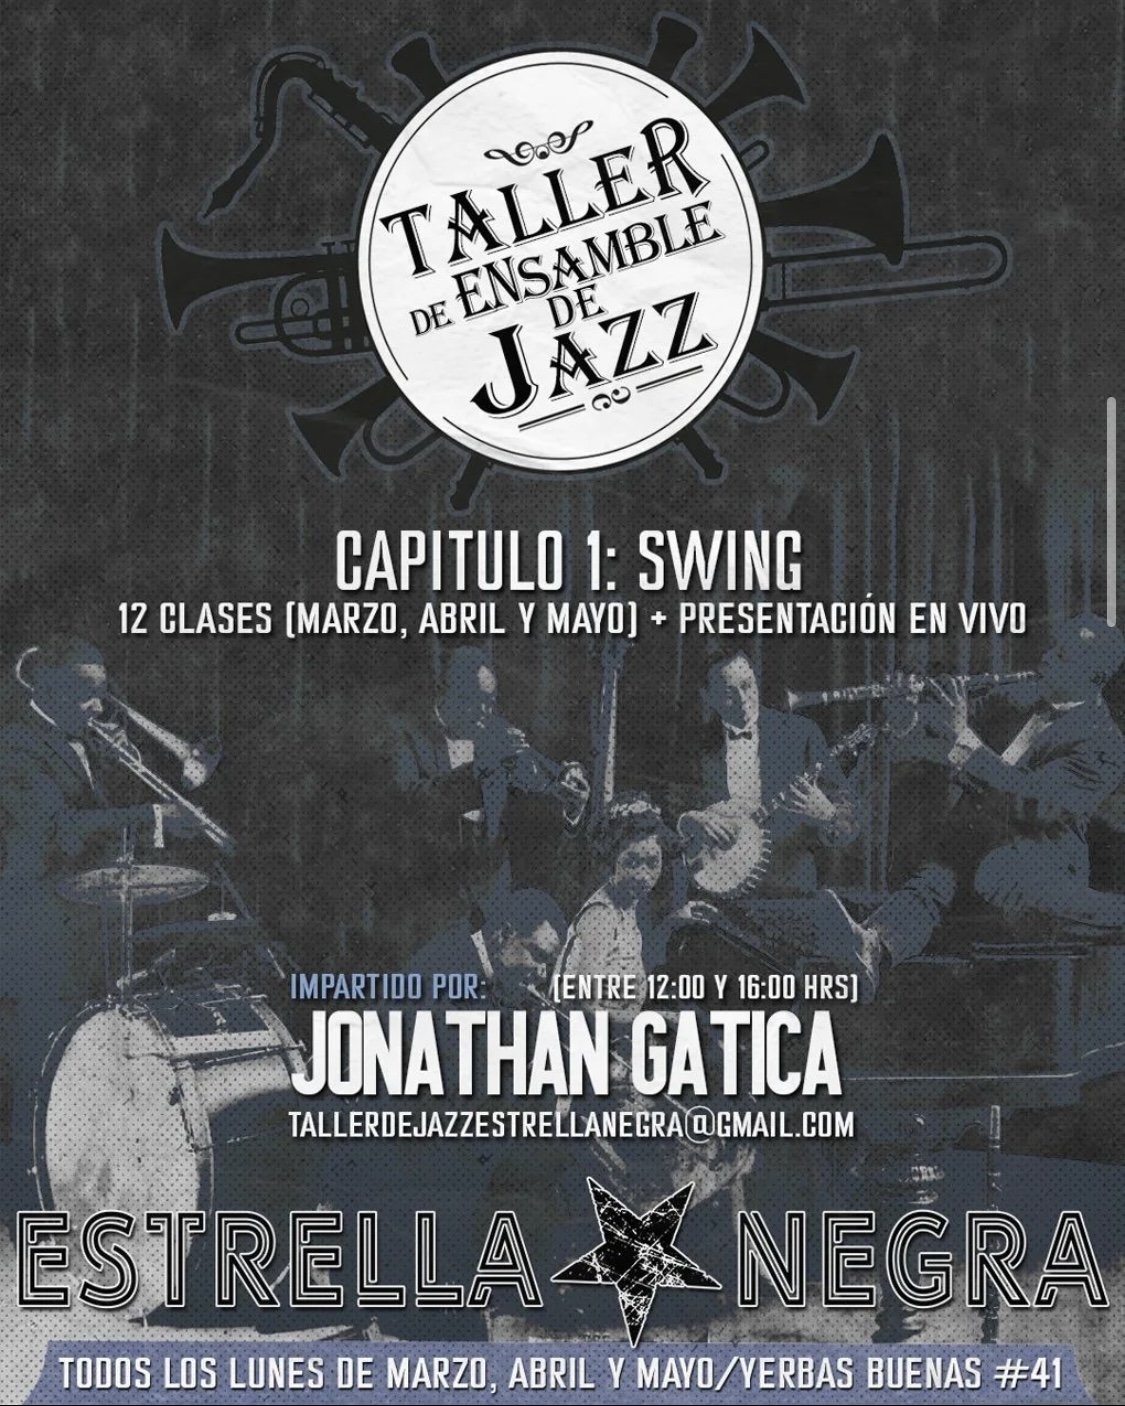 TALLER
DE ENSAMBLE
DE
JAZZ
CAPITULO 1: SWING
12 CLASES (MARZO, ABRIL Y MAYO) + PRESENTACIÓN EN VIVO
IMPARTIDO POR: (ENTRE 12:00 Y 16:00 HRS)
JONATHAN GATICA
TALLERDEJAZZESTRELLANEGRA@GMAIL.COM
ESTRELLA NEGRA
TODOS LOS LUNES DE MARZO, ABRIL Y MAYO/YERBAS BUENAS #41